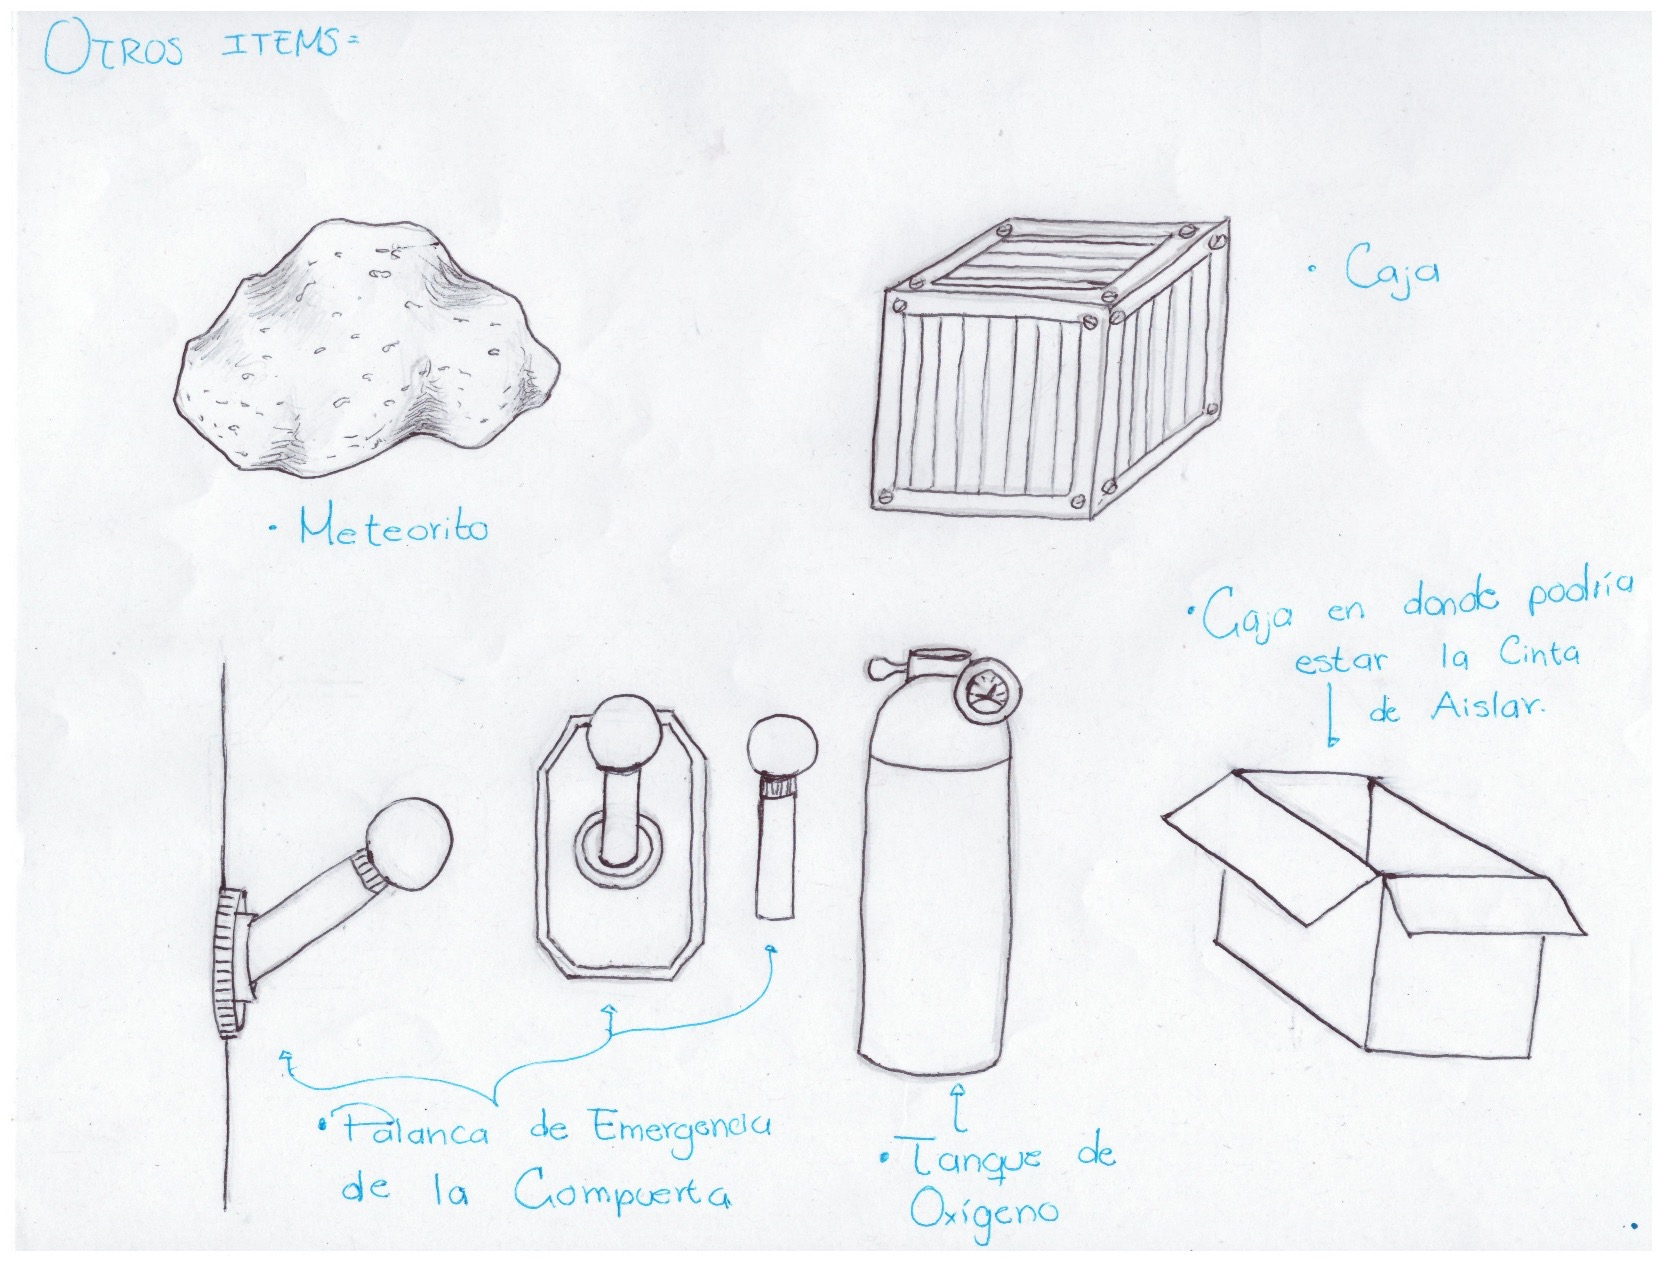 OTROS ITEMS=
• Caja
• Meteorito
• Caja en donde podría
estar la Cinta
de Aislar.
• Palanca de Emergencia
de la Compuerta
• Tanque de
Oxígeno